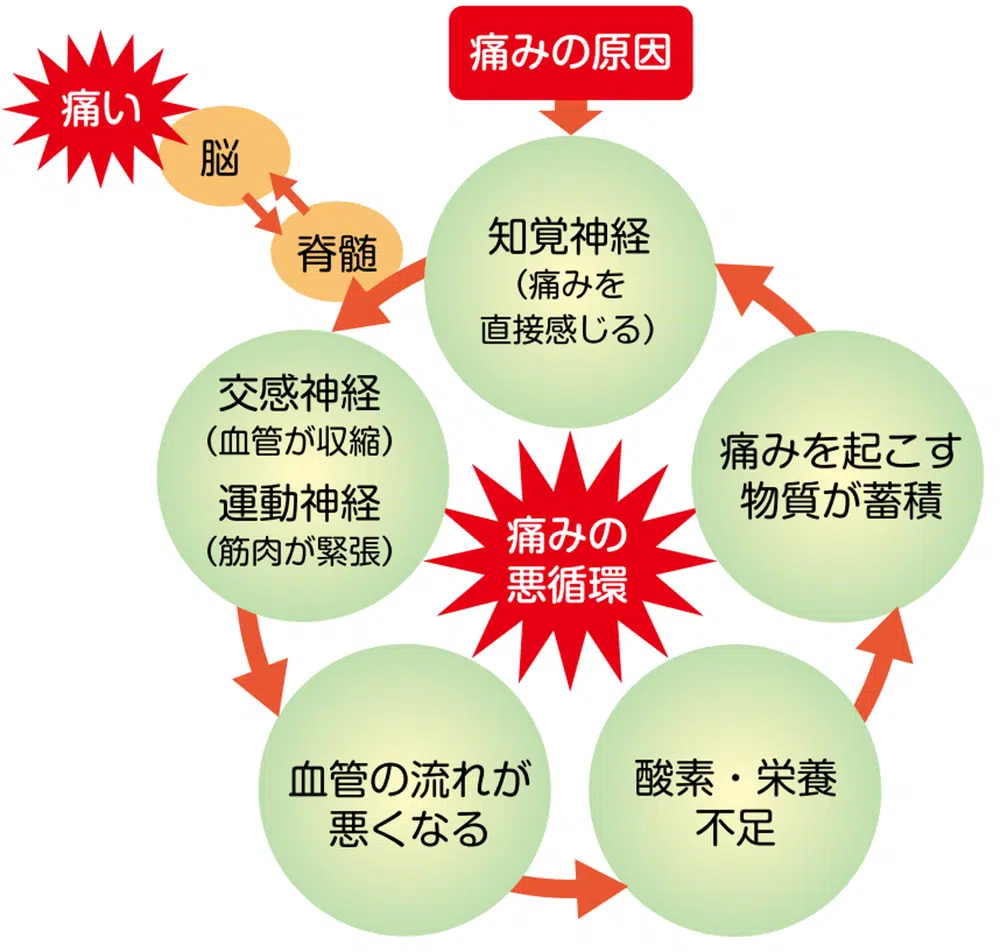 痛みの原因
痛い
脳
脊髄
知覚神経
（痛みを
直接感じる）
交感神経
（血管が収縮）
運動神経
（筋肉が緊張）
痛みを起こす
物質が蓄積
痛みの
悪循環
血管の流れが
悪くなる
酸素・栄養
不足